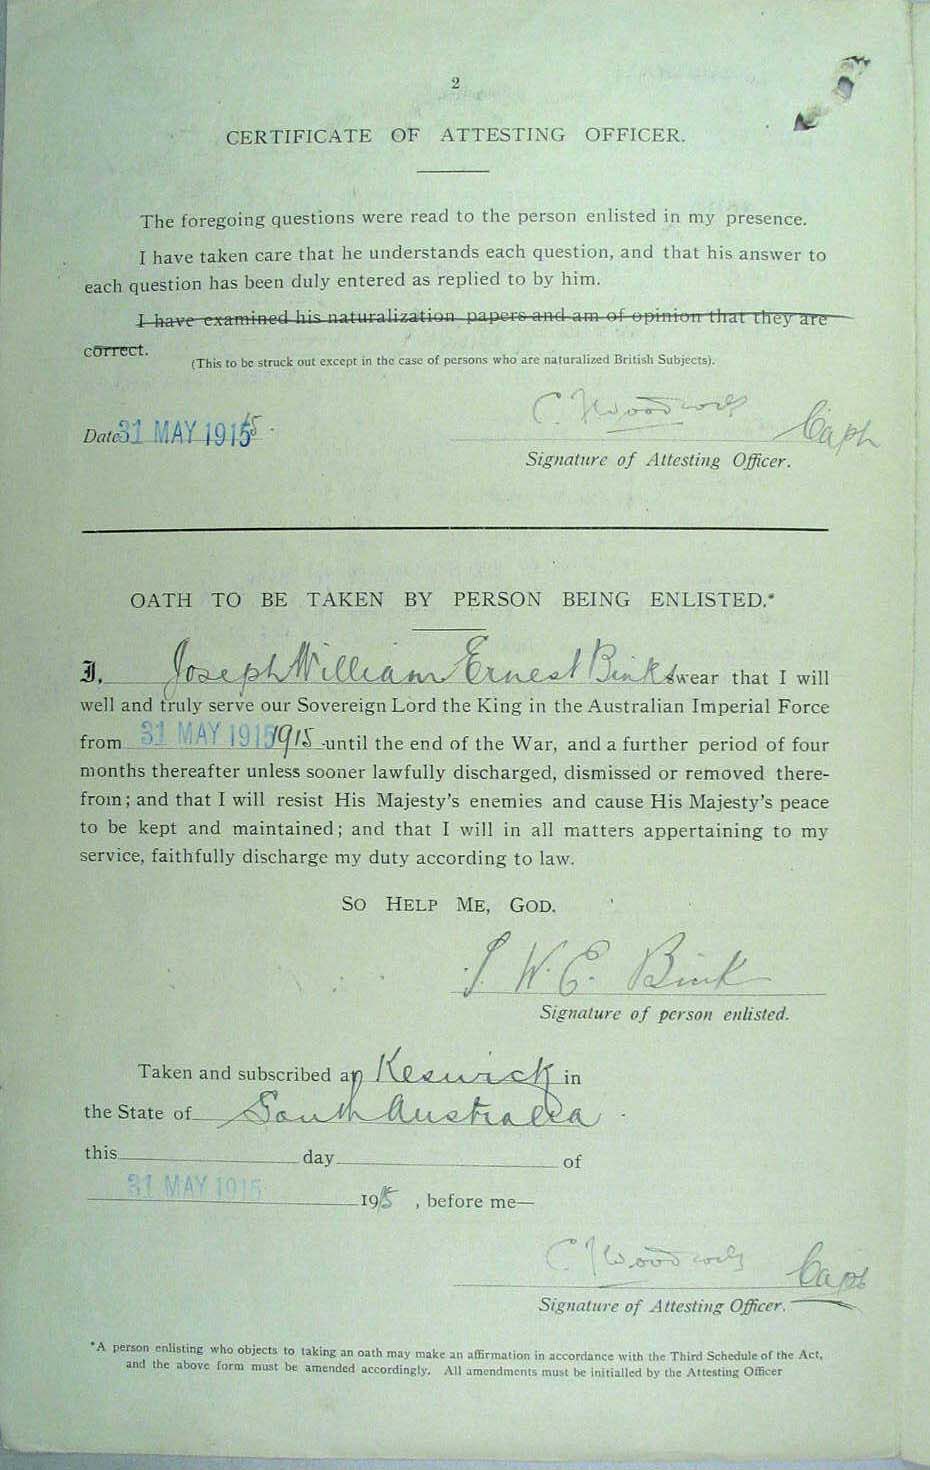 2
CERTIFICATE OF ATTESTING OFFICER.
The foregoing questions were read to the person enlisted in my presence.
I have taken care that he understands each question, and that his answer to
each question has been duly entered as replied to by him.
I have examined his naturalization papers and am of opinion that they are
correct.
(This to be struck out except in the case of persons who are naturalized British Subjects).
Date 31 MAY 1915
Capt
Signature of Attesting Officer.
OATH TO BE TAKEN BY PERSON BEING ENLISTED.*
I, Joseph William Ernest Bink swear that I will
well and truly serve our Sovereign Lord the King in the Australian Imperial Force
from 31 MAY 1915 1915 until the end of the War, and a further period of four
months thereafter unless sooner lawfully discharged, dismissed or removed there-
from; and that I will resist His Majesty's enemies and cause His Majesty's peace
to be kept and maintained; and that I will in all matters appertaining to my
service, faithfully discharge my duty according to law.
SO HELP ME, GOD.
J. W. E. Bink
Signature of person enlisted.
Taken and subscribed at Keswick in
the State of South Australia
this day of
31 MAY 1915 1915, before me—
Capt
Signature of Attesting Officer.
*A person enlisting who objects to taking an oath may make an affirmation in accordance with the Third Schedule of the Act,
and the above form must be amended accordingly. All amendments must be initialled by the Attesting Officer